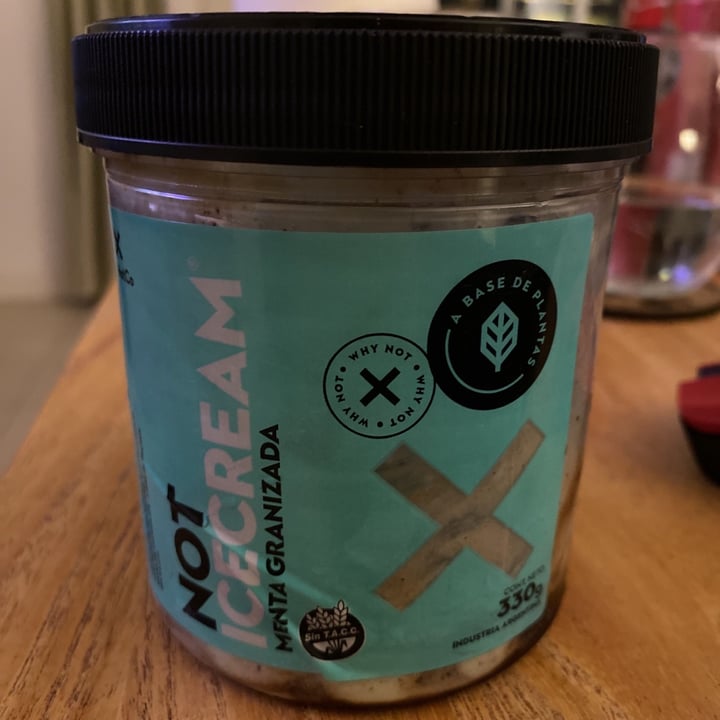 NOT
ICECREAM®
MENTA GRANIZADA
WHY NOT • WHY NOT • WHY NOT •
A BASE DE PLANTAS
Sin T.A.C.C.
CONT. NETO
330g
INDUSTRIA ARGENTINA